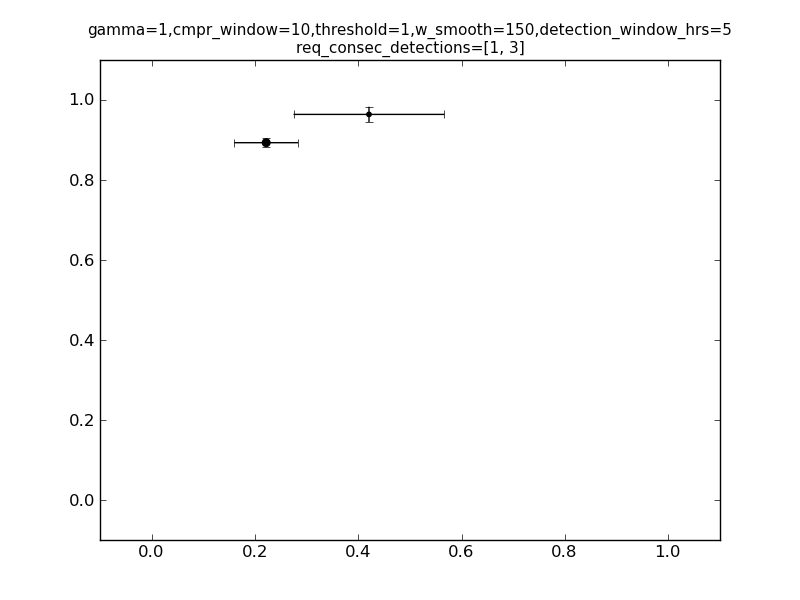 gamma=1,cmpr_window=10,threshold=1,w_smooth=150,detection_window_hrs=5
req_consec_detections=[1, 3]
1.0
0.8
0.6
0.4
0.2
0.0
0.0 0.2 0.4 0.6 0.8 1.0